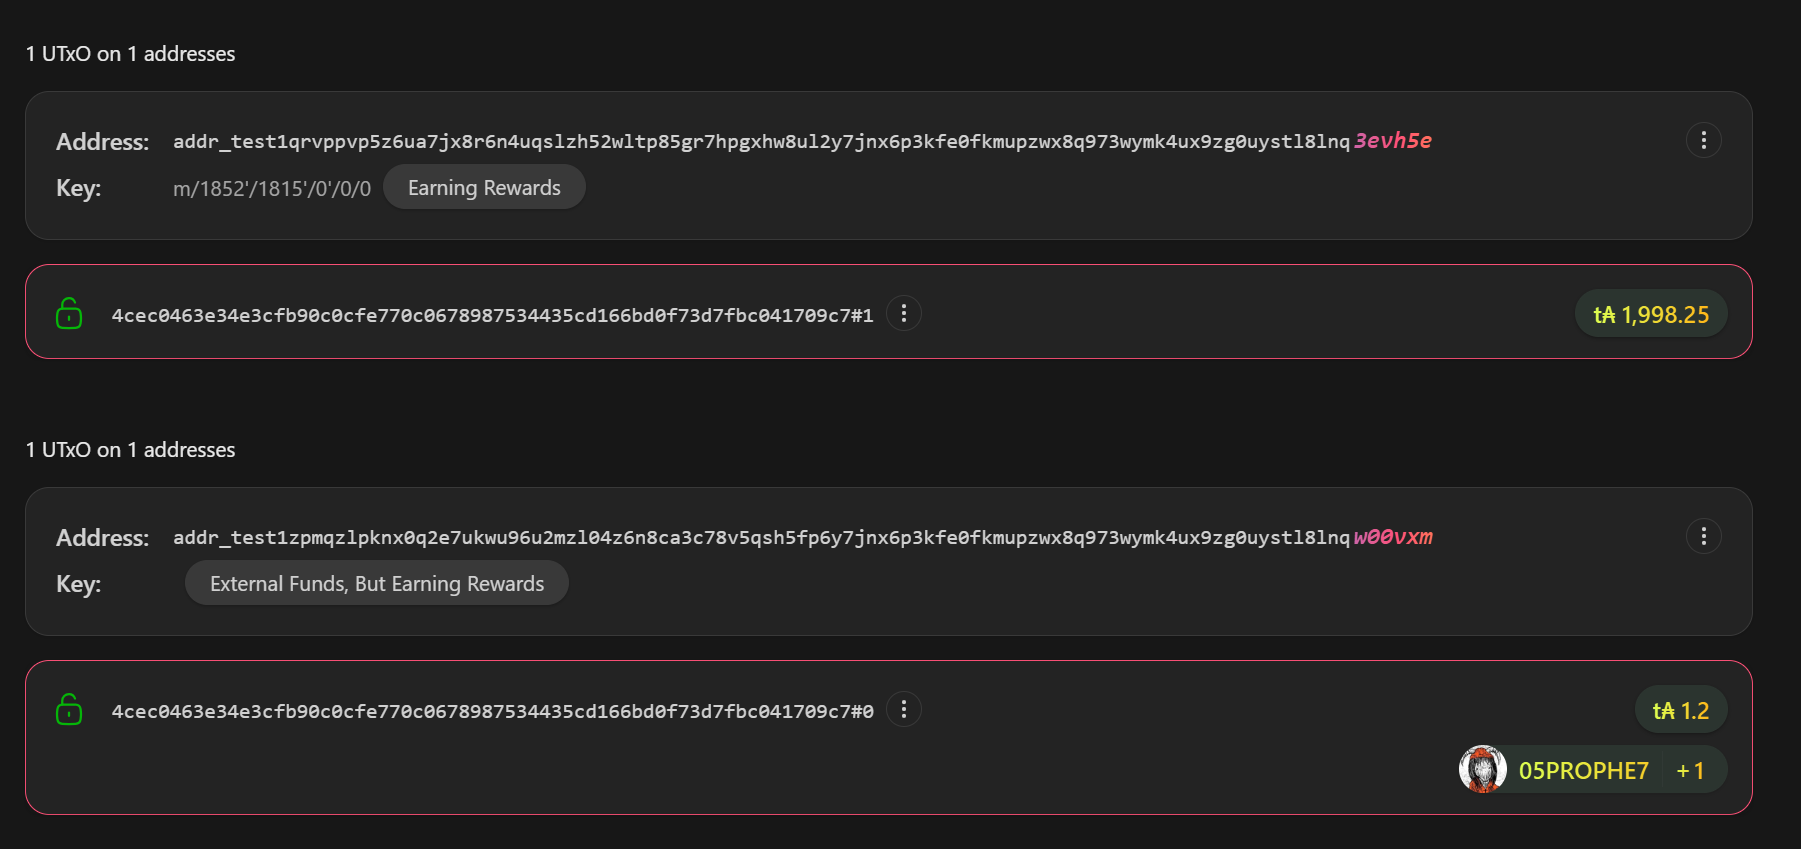 1 UTxO on 1 addresses
Address: addr_test1qrvppvp5z6ua7jx8r6n4uqslzh52wltp85gr7hpgxhw8ul2y7jnx6p3kfe0fkmupzwx8q973wymk4ux9zg0uystl8lnq3evh5e
Key: m/1852'/1815'/0'/0/0 Earning Rewards
4cec0463e34e3cfb90c0cfe770c0678987534435cd166bd0f73d7fbc041709c7#1 t₳ 1,998.25
1 UTxO on 1 addresses
Address: addr_test1zpmqzlpknx0q2e7ukwu96u2mzl04z6n8ca3c78v5qsh5fp6y7jnx6p3kfe0fkmupzwx8q973wymk4ux9zg0uystl8lnqw00vxm
Key: External Funds, But Earning Rewards
4cec0463e34e3cfb90c0cfe770c0678987534435cd166bd0f73d7fbc041709c7#0 t₳ 1.2
05PROPHE7 +1